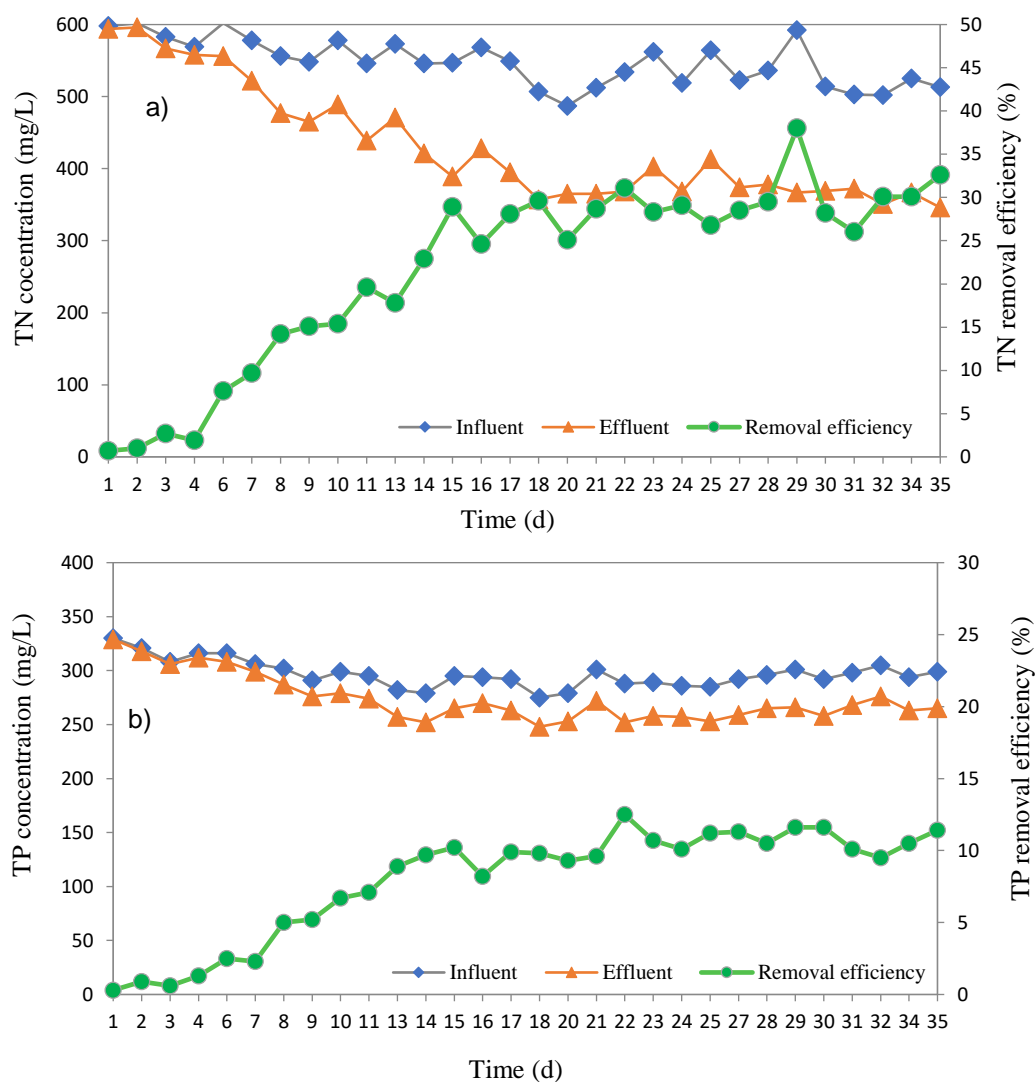 600
500
400
300
200
100
0
TN cocentration (mg/L)
a)
50
45
40
35
30
25
20
15
10
5
0
TN removal efficiency (%)
Influent Effluent Removal efficiency
1 2 3 4 6 7 8 9 10 11 13 14 15 16 17 18 20 21 22 23 24 25 27 28 29 30 31 32 34 35
Time (d)
400
350
300
250
200
150
100
50
0
TP concentration (mg/L)
b)
30
25
20
15
10
5
0
TP removal efficiency (%)
Influent Effluent Removal efficiency
1 2 3 4 6 7 8 9 10 11 13 14 15 16 17 18 20 21 22 23 24 25 27 28 29 30 31 32 34 35
Time (d)